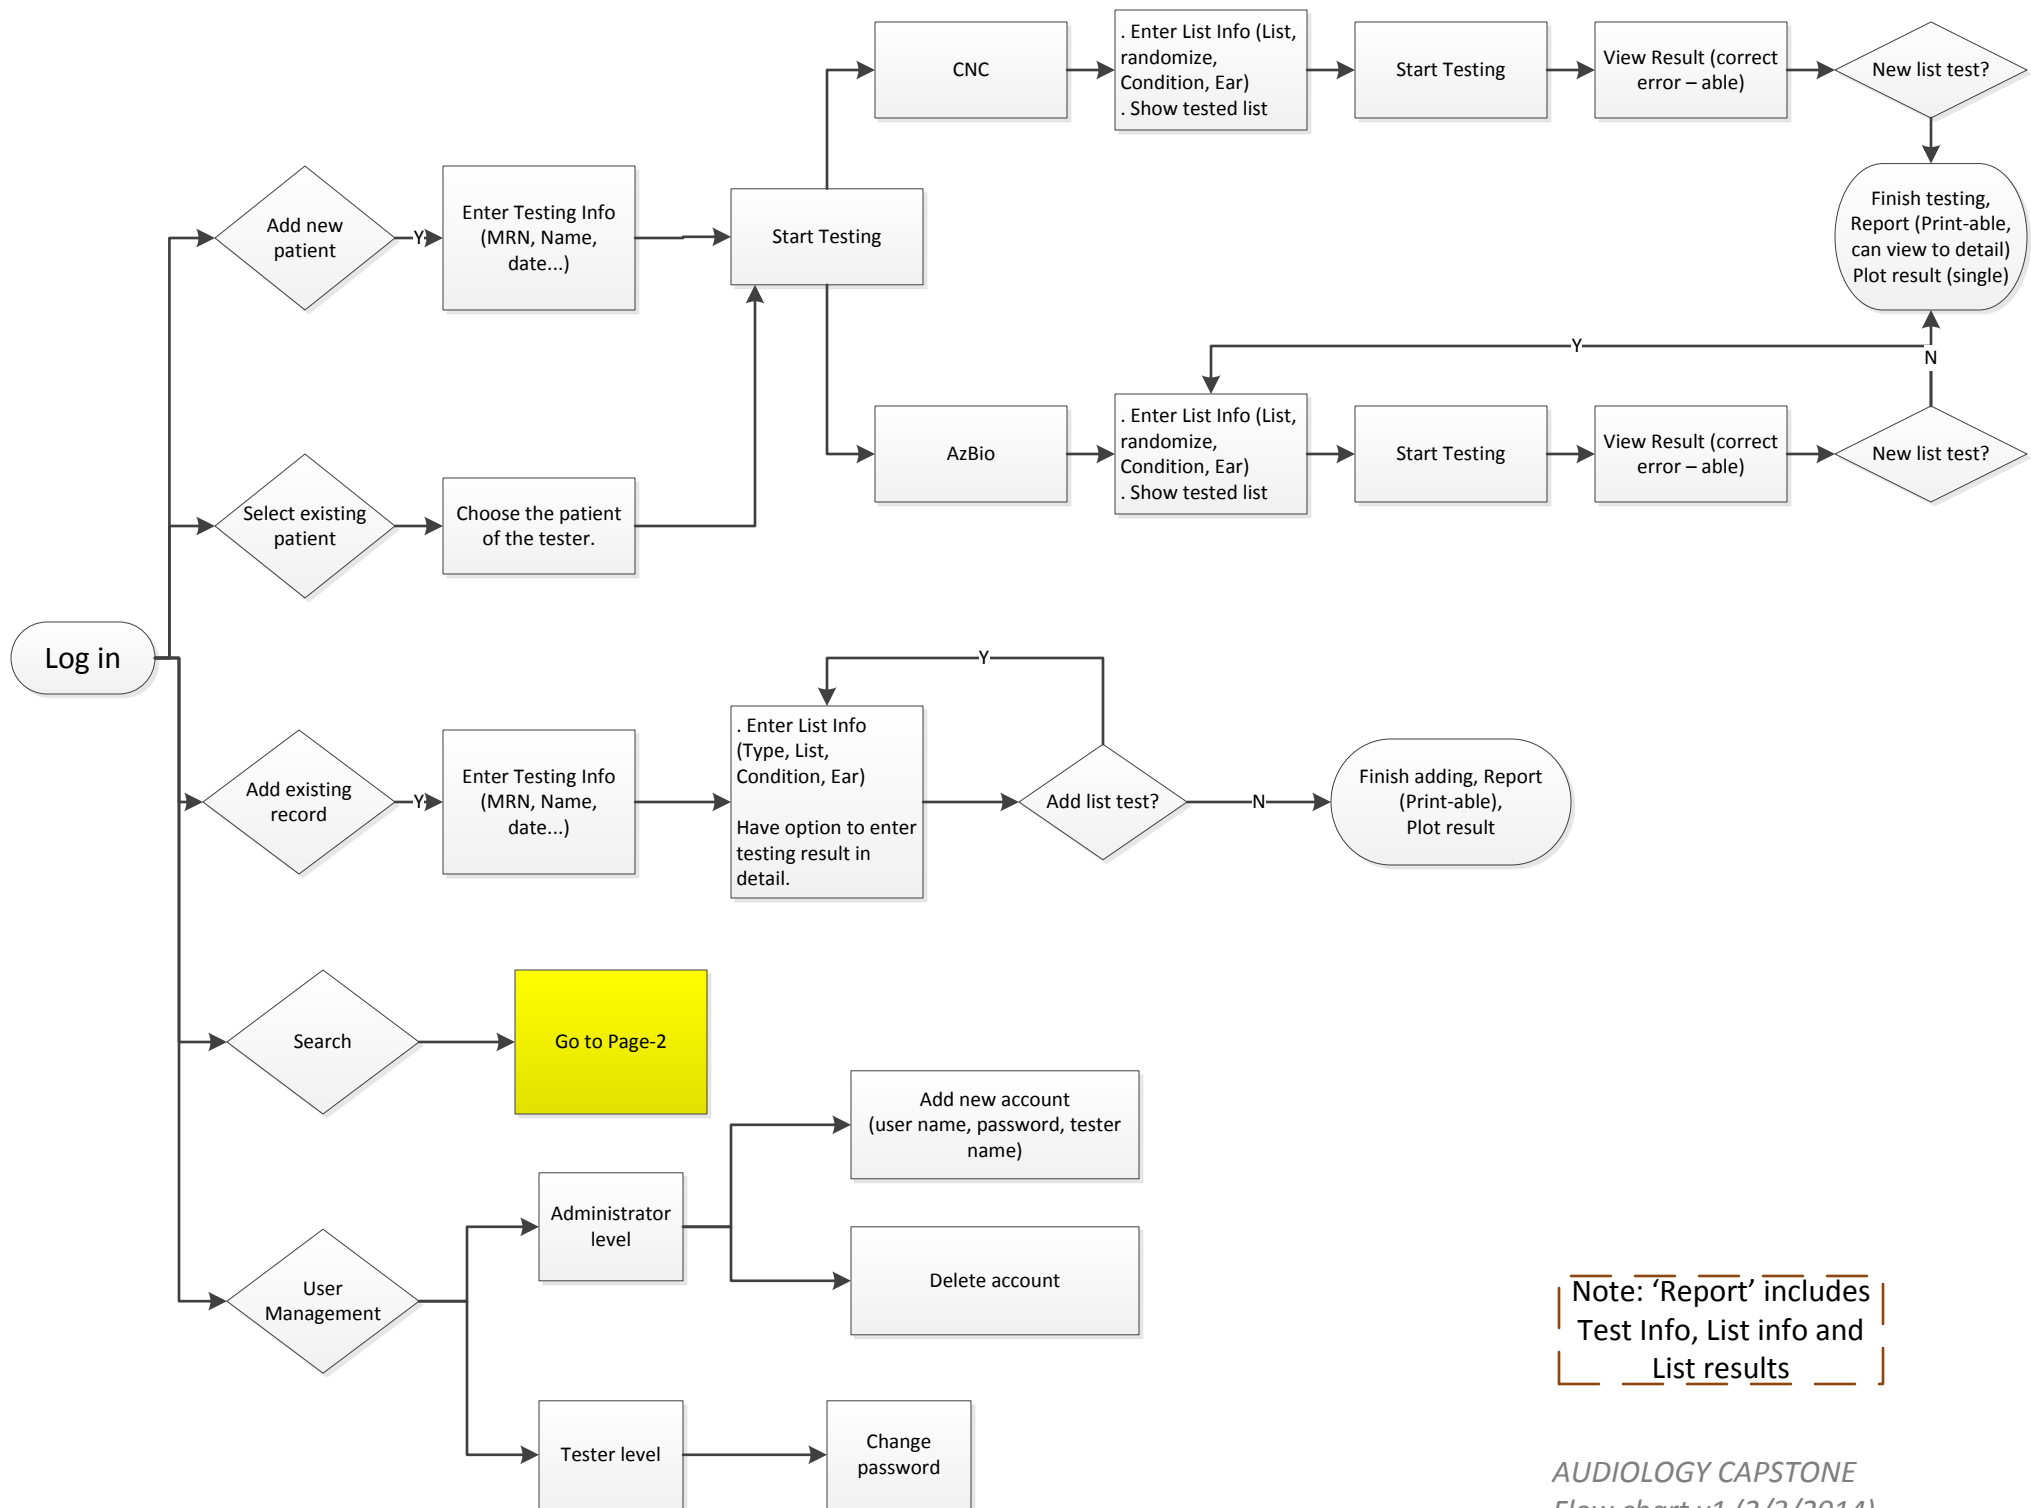 CNC
. Enter List Info (List,
randomize,
Condition, Ear)
. Show tested list
Start Testing
View Result (correct
error – able)
New list test?
Add new
patient
Y
Enter Testing Info
(MRN, Name,
date...)
Start Testing
Finish testing,
Report (Print-able,
can view to detail)
Plot result (single)
Y
N
AzBio
. Enter List Info (List,
randomize,
Condition, Ear)
. Show tested list
Start Testing
View Result (correct
error – able)
New list test?
Select existing
patient
Choose the patient
of the tester.
Log in
Y
Add existing
record
Y
Enter Testing Info
(MRN, Name,
date...)
. Enter List Info
(Type, List,
Condition, Ear)
Have option to enter
testing result in
detail.
Add list test?
N
Finish adding, Report
(Print-able),
Plot result
Search
Go to Page-2
User
Management
Administrator
level
Add new account
(user name, password, tester
name)
Delete account
Tester level
Change
password
Note: ‘Report’ includes
Test Info, List info and
List results
AUDIOLOGY CAPSTONE
Flow chart v1 (2/3/2014)